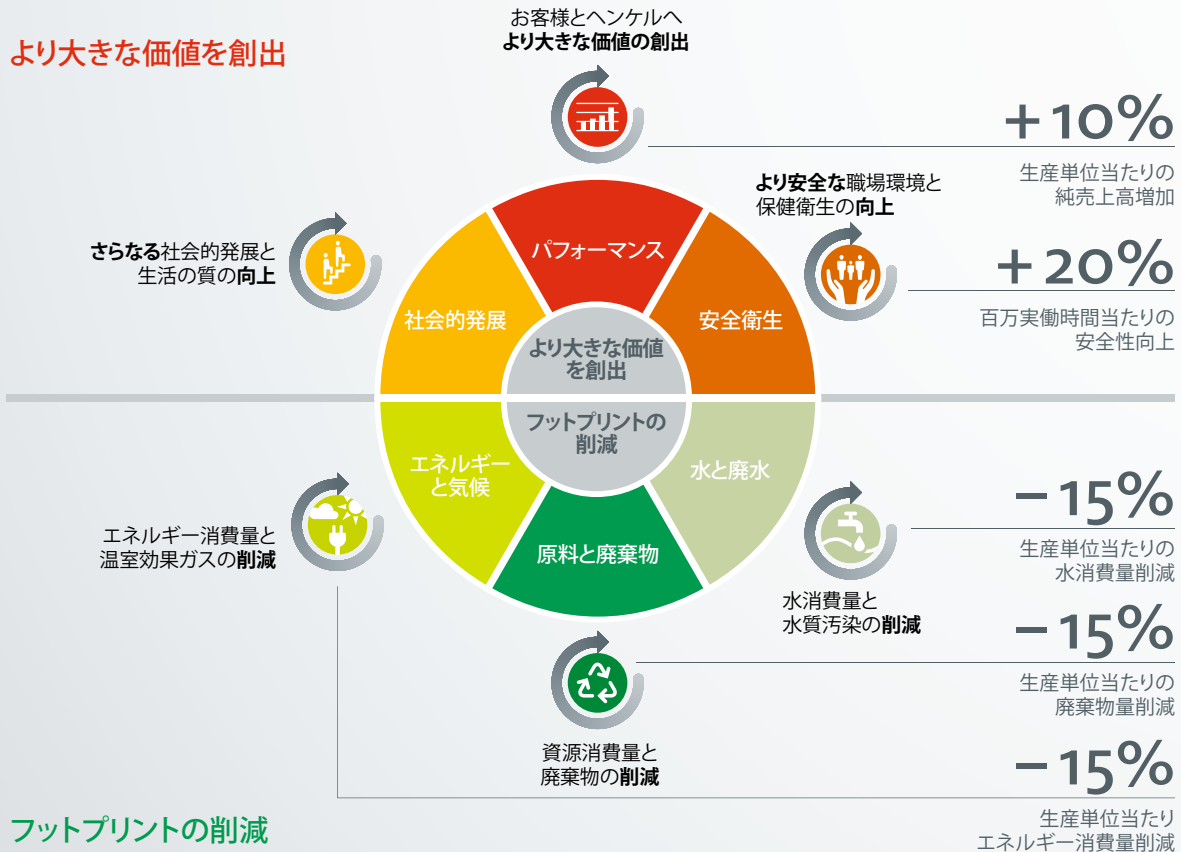 お客様とヘンケルへ
より大きな価値の創出
より大きな価値を創出
+10%
生産単位当たりの
純売上高増加
より安全な職場環境と
保健衛生の向上
さらなる社会的発展と
生活の質の向上
パフォーマンス
+20%
社会的発展
安全衛生
百万実働時間当たりの
安全性向上
より大きな価値
を創出
フットプリントの
削減
エネルギー
と気候
水と廃水
−15%
生産単位当たりの
水消費量削減
エネルギー消費量と
温室効果ガスの削減
原料と廃棄物
水消費量と
水質汚染の削減
−15%
生産単位当たりの
廃棄物量削減
資源消費量と
廃棄物の削減
−15%
生産単位当たり
エネルギー消費量削減
フットプリントの削減